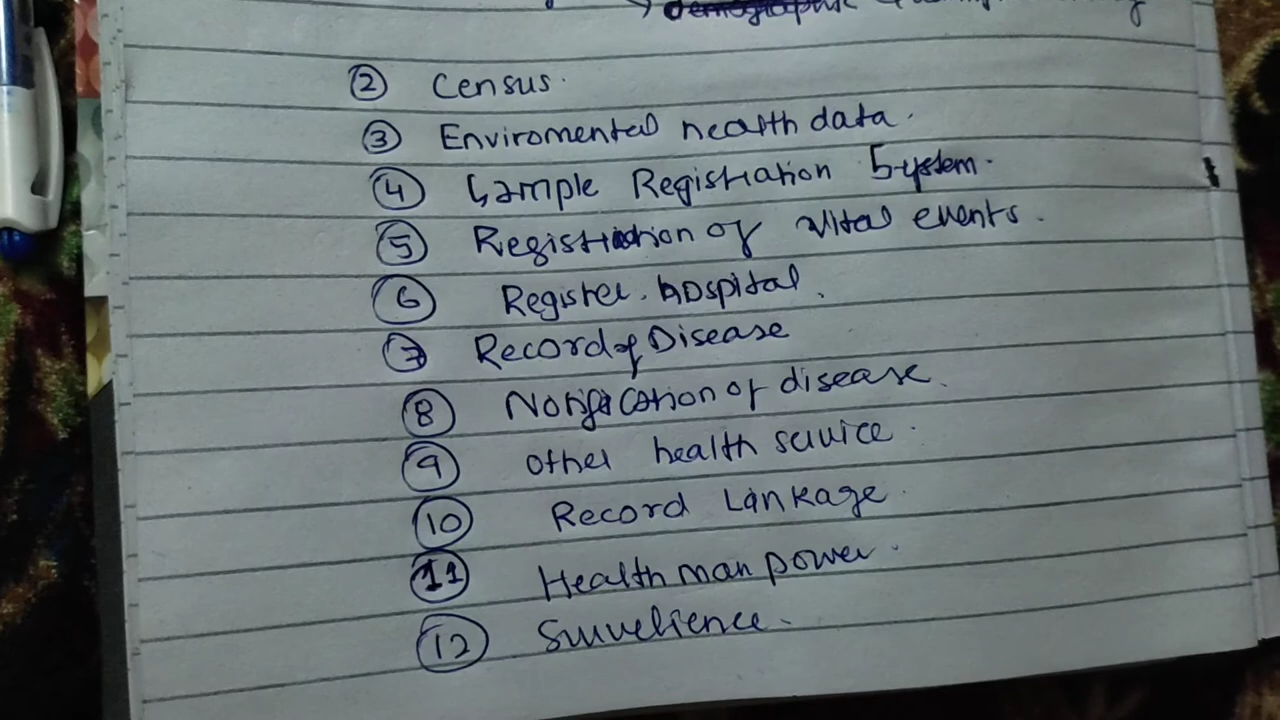 ② Census.
③ Enviromental health data.
④ Sample Registration System.
⑤ Registration of vital events.
⑥ Register. hospital.
⑦ Record of Disease
⑧ Notification of disease.
⑨ Other health service.
⑩ Record Linkage.
⑪ Health man power.
⑫ Survelience.